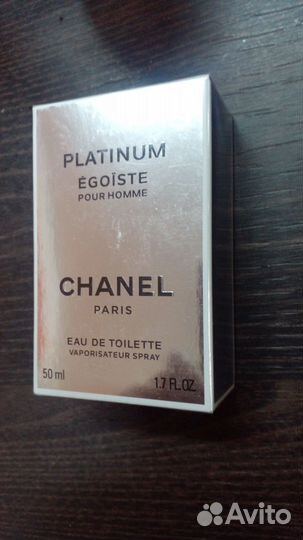 PLATINUM
ÉGOÏSTE
POUR HOMME
CHANEL
PARIS
EAU DE TOILETTE
VAPORISATEUR SPRAY
50 ml 1.7 FL.OZ.
Avito